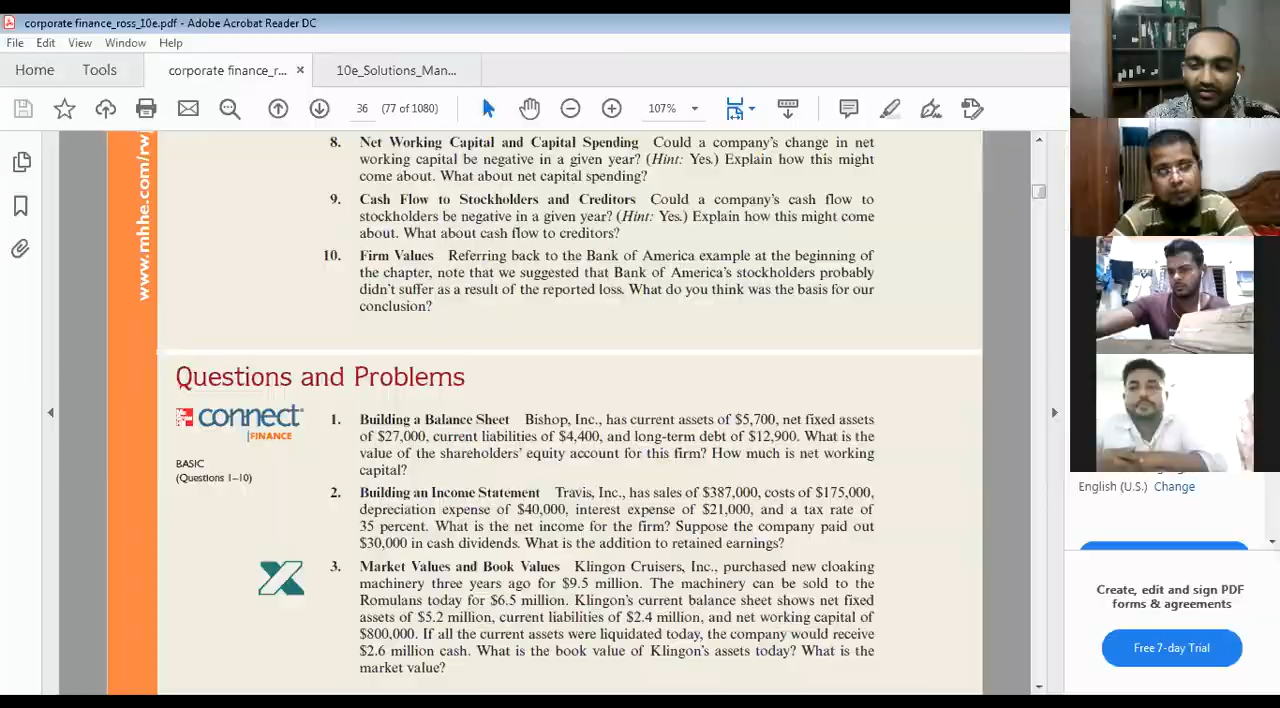 corporate finance_ross_10e.pdf - Adobe Acrobat Reader DC
File Edit View Window Help
Home Tools corporate finance_r... × 10e_Solutions_Man...
36 (77 of 1080) 107%
www.mhhe.com/rw
8. Net Working Capital and Capital Spending Could a company's change in net
working capital be negative in a given year? (Hint: Yes.) Explain how this might
come about. What about net capital spending?
9. Cash Flow to Stockholders and Creditors Could a company's cash flow to
stockholders be negative in a given year? (Hint: Yes.) Explain how this might come
about. What about cash flow to creditors?
10. Firm Values Referring back to the Bank of America example at the beginning of
the chapter, note that we suggested that Bank of America's stockholders probably
didn't suffer as a result of the reported loss. What do you think was the basis for our
conclusion?
Questions and Problems
connect
FINANCE
BASIC
(Questions 1–10)
1. Building a Balance Sheet Bishop, Inc., has current assets of $5,700, net fixed assets
of $27,000, current liabilities of $4,400, and long-term debt of $12,900. What is the
value of the shareholders' equity account for this firm? How much is net working
capital?
2. Building an Income Statement Travis, Inc., has sales of $387,000, costs of $175,000,
depreciation expense of $40,000, interest expense of $21,000, and a tax rate of
35 percent. What is the net income for the firm? Suppose the company paid out
$30,000 in cash dividends. What is the addition to retained earnings?
3. Market Values and Book Values Klingon Cruisers, Inc., purchased new cloaking
machinery three years ago for $9.5 million. The machinery can be sold to the
Romulans today for $6.5 million. Klingon's current balance sheet shows net fixed
assets of $5.2 million, current liabilities of $2.4 million, and net working capital of
$800,000. If all the current assets were liquidated today, the company would receive
$2.6 million cash. What is the book value of Klingon's assets today? What is the
market value?
English (U.S.) Change
Create, edit and sign PDF
forms & agreements
Free 7-day Trial